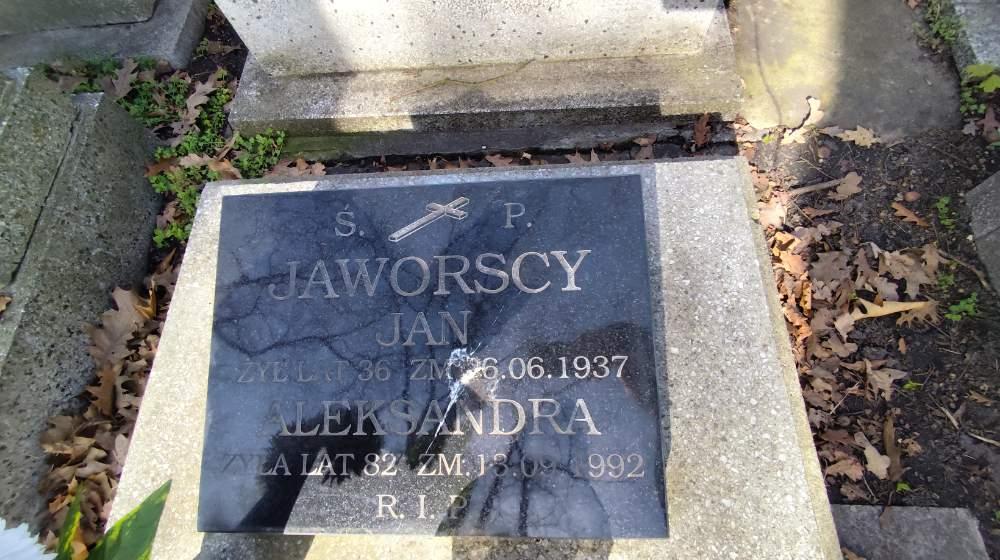 Ś. P.
JAWORSCY
JAN
ŻYŁ LAT 36 ZM. 26.06.1937
ALEKSANDRA
ŻYŁA LAT 82 ZM. 13.09.1992
R. I. P.